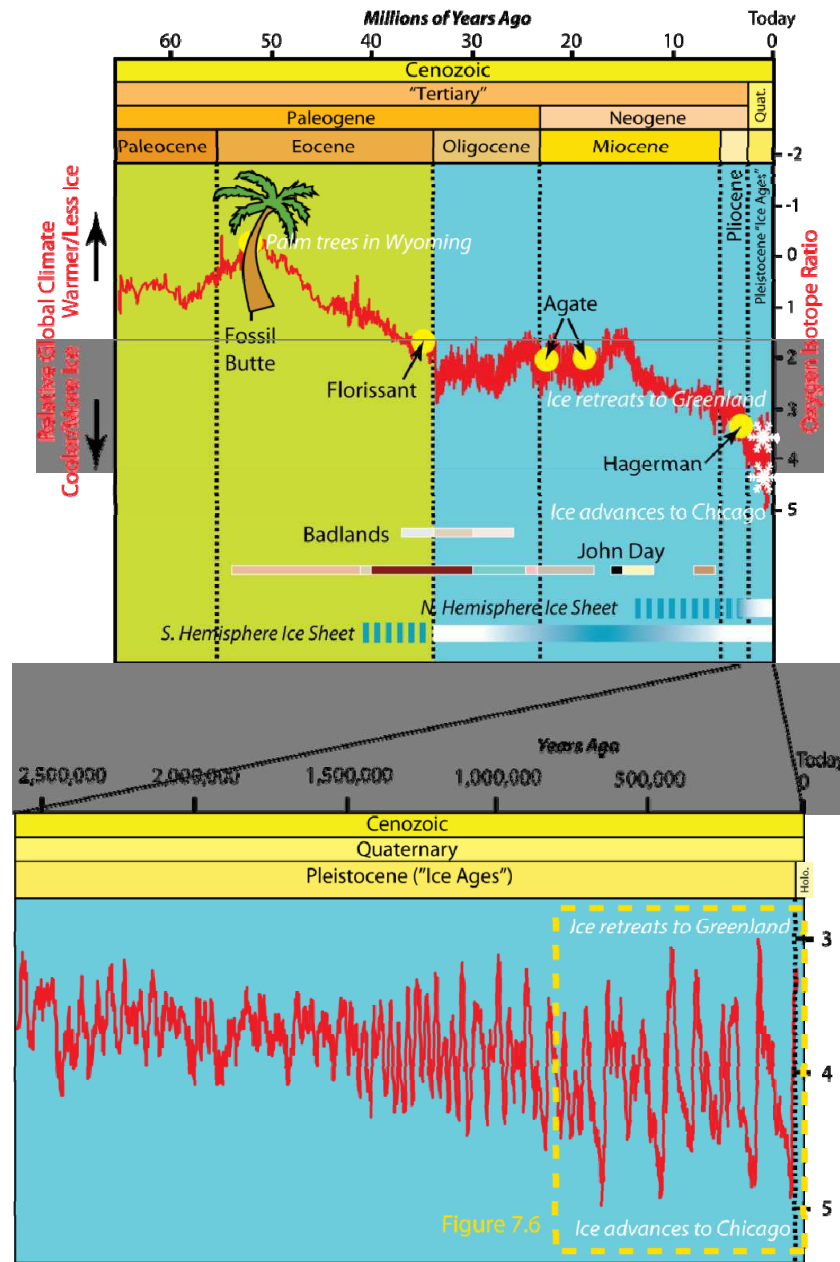 Millions of Years Ago
Today
60 50 40 30 20 10 0
Cenozoic
"Tertiary"
Quat.
Paleogene Neogene
Paleocene Eocene Oligocene Miocene
Pliocene
Pleistocene "Ice Ages"
-2
-1
0
1
2
3
4
5
Oxygen Isotope Ratio
Relative Global Climate
Warmer/Less Ice
Cooler/More Ice
Palm trees in Wyoming
Fossil
Butte
Florissant
Agate
Ice retreats to Greenland
Hagerman
Ice advances to Chicago
Badlands
John Day
N. Hemisphere Ice Sheet
S. Hemisphere Ice Sheet
Years Ago
Today
2,500,000 2,000,000 1,500,000 1,000,000 500,000 0
Cenozoic
Quaternary
Pleistocene ("Ice Ages")
Holo.
Ice retreats to Greenland
3
4
5
Figure 7.6
Ice advances to Chicago